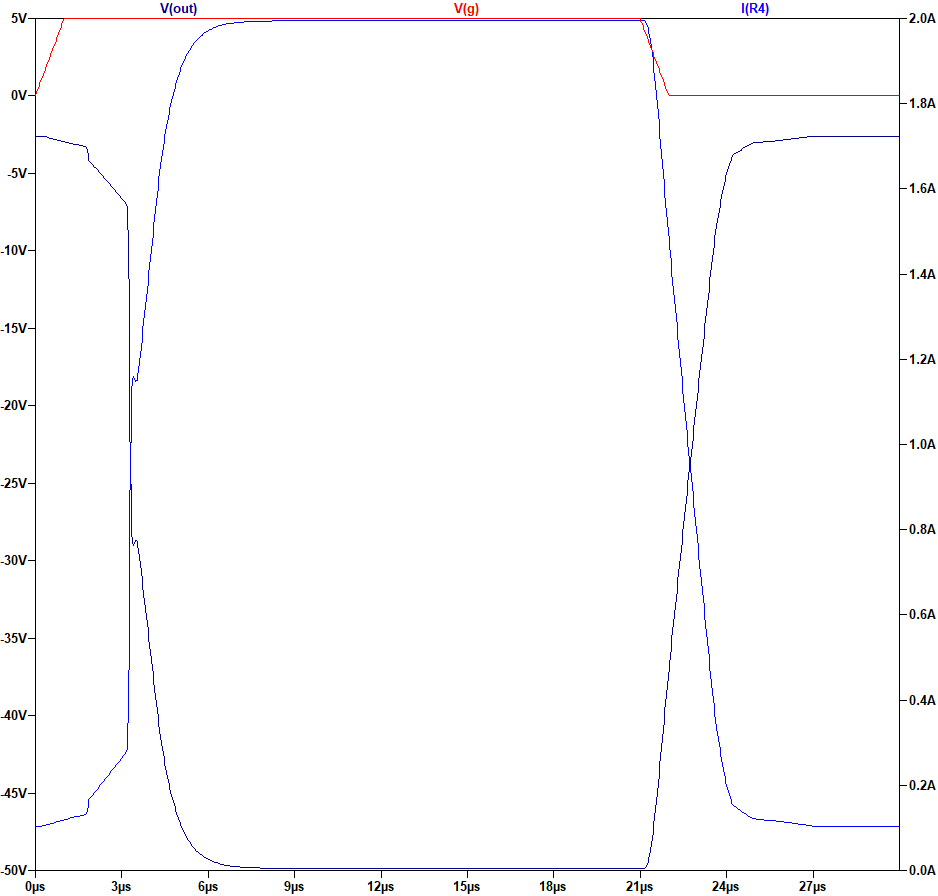 V(out) V(g) I(R4)
5V 2.0A
0V 1.8A
-5V 1.6A
-10V 1.4A
-15V 1.2A
-20V 1.0A
-25V 0.8A
-30V 0.6A
-35V 0.4A
-40V 0.2A
-45V 0.0A
-50V
0µs 3µs 6µs 9µs 12µs 15µs 18µs 21µs 24µs 27µs